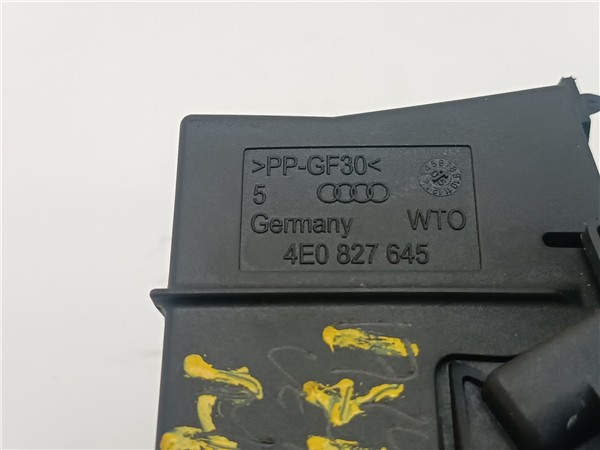 >PP-GF30<
5
Germany WTO
4E0 827 645